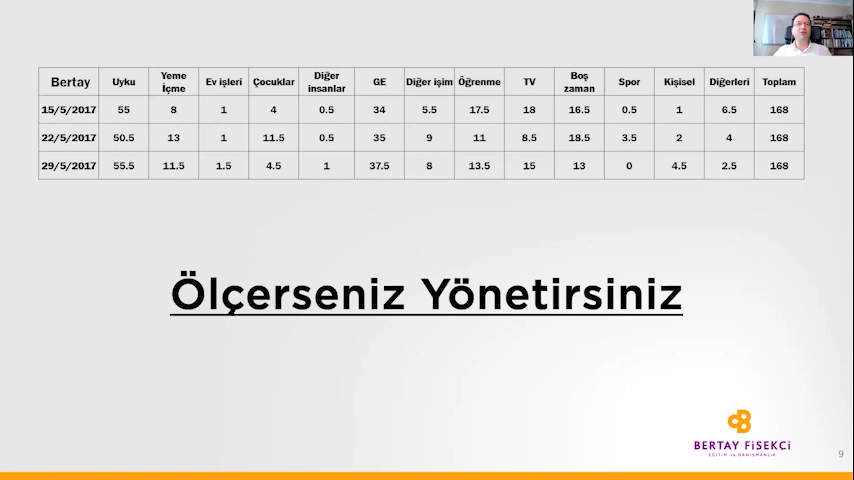 Bertay Uyku Yeme İçme Ev işleri Çocuklar Diğer insanlar GE Diğer işim Öğrenme TV Boş zaman Spor Kişisel Diğerleri Toplam
15/5/2017 55 8 1 4 0.5 34 5.5 17.5 18 16.5 0.5 1 6.5 168
22/5/2017 50.5 13 1 11.5 0.5 35 9 11 8.5 18.5 3.5 2 4 168
29/5/2017 55.5 11.5 1.5 4.5 1 37.5 8 13.5 15 13 0 4.5 2.5 168
Ölçerseniz Yönetirsiniz
BERTAY FİSEKÇİ
EĞİTİM ve DANIŞMANLIK
9